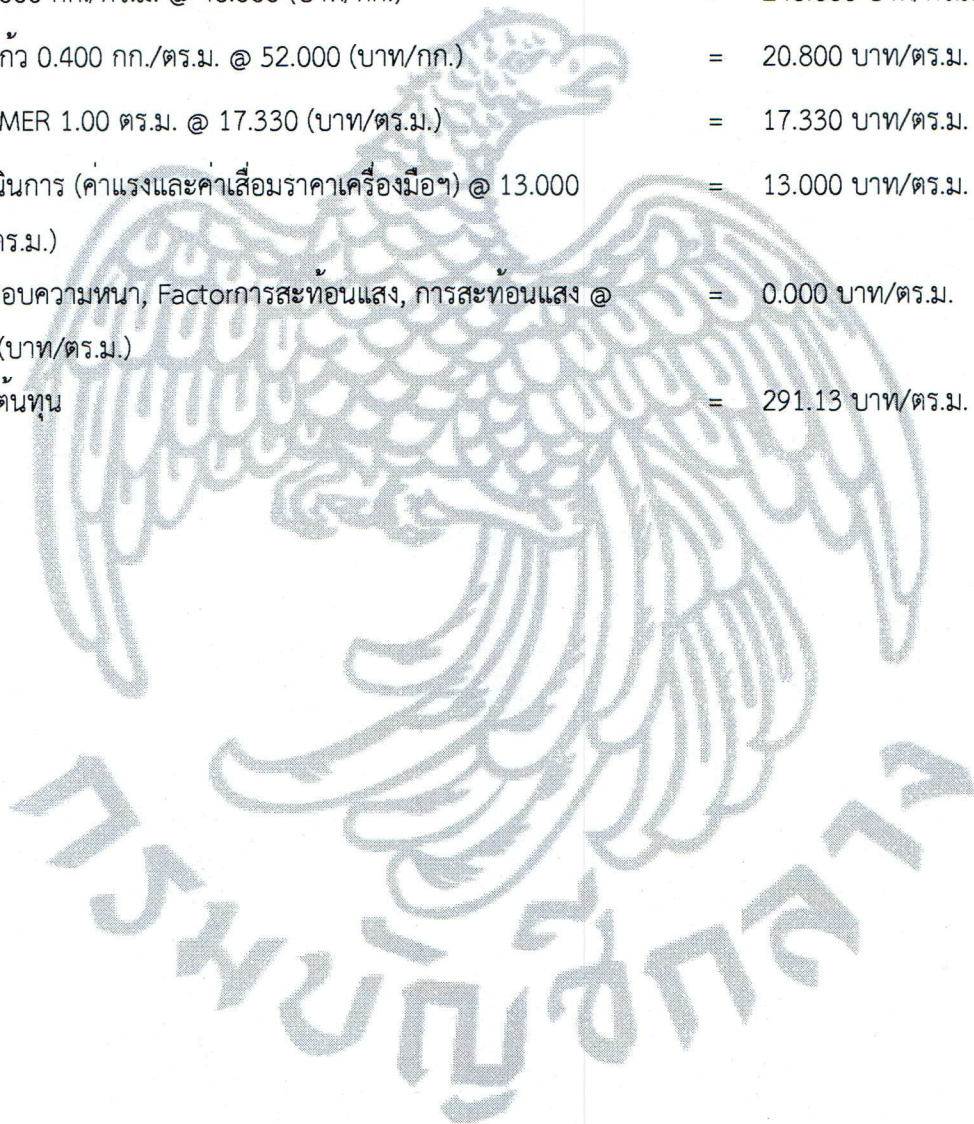 ก้ว 0.400 กก./ตร.ม. @ 52.000 (บาท/กก.) = 20.800 บาท/ตร.ม.
MER 1.00 ตร.ม. @ 17.330 (บาท/ตร.ม.) = 17.330 บาท/ตร.ม.
นินการ (ค่าแรงและค่าเสื่อมราคาเครื่องมือฯ) @ 13.000 = 13.000 บาท/ตร.ม.
ตร.ม.)
อบความหนา, Factorการสะท้อนแสง, การสะท้อนแสง @ = 0.000 บาท/ตร.ม.
(บาท/ตร.ม.)
ต้นทุน = 291.13 บาท/ตร.ม.
กรมบัญชีกลาง